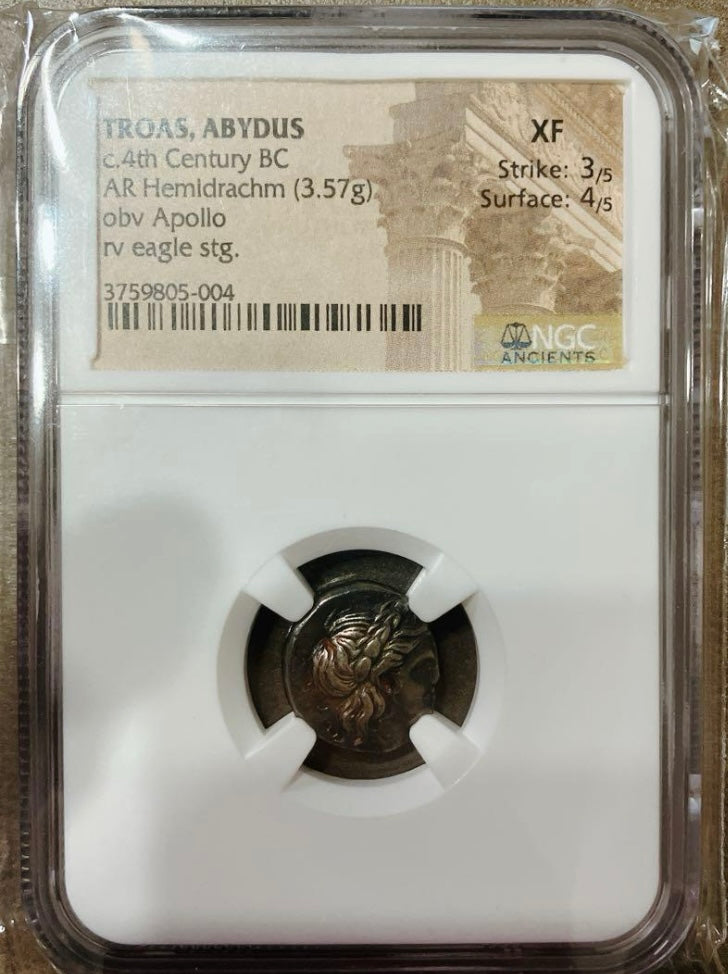 TROAS, ABYDUS
c.4th Century BC
AR Hemidrachm (3.57g)
obv Apollo
rv eagle stg.
3759805-004
XF
Strike: 3/5
Surface: 4/5
NGC
ANCIENTS